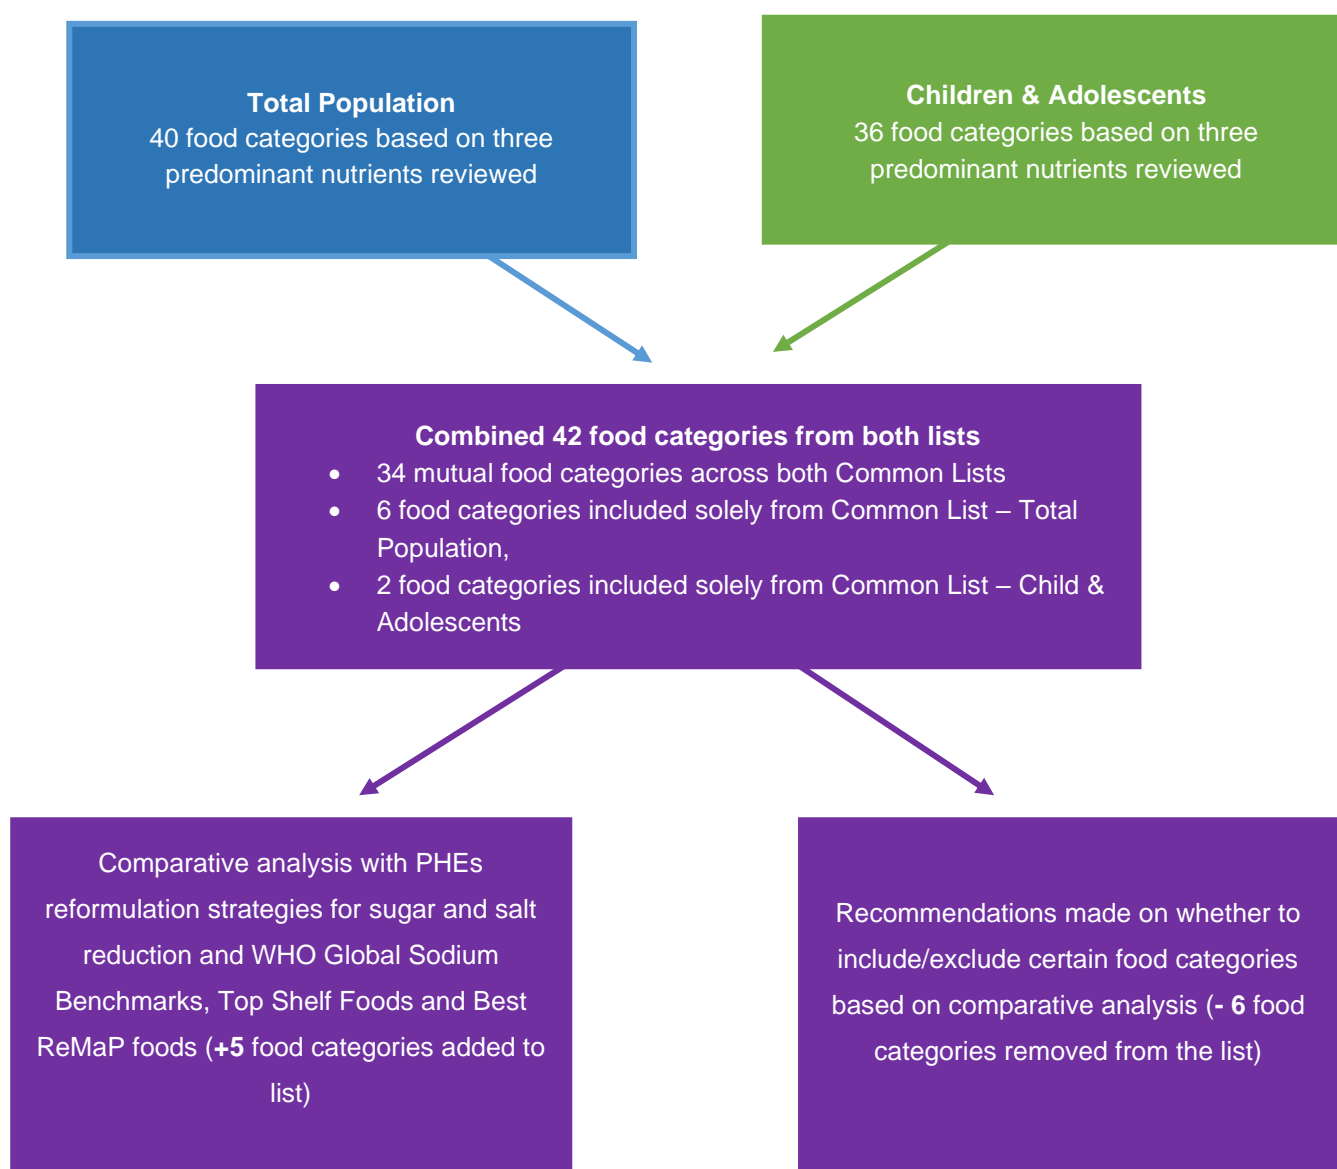 Total Population
40 food categories based on three
predominant nutrients reviewed
Children & Adolescents
36 food categories based on three
predominant nutrients reviewed
Combined 42 food categories from both lists
• 34 mutual food categories across both Common Lists
• 6 food categories included solely from Common List – Total
Population,
• 2 food categories included solely from Common List – Child &
Adolescents
Comparative analysis with PHEs
reformulation strategies for sugar and salt
reduction and WHO Global Sodium
Benchmarks, Top Shelf Foods and Best
ReMaP foods (+5 food categories added to
list)
Recommendations made on whether to
include/exclude certain food categories
based on comparative analysis (- 6 food
categories removed from the list)